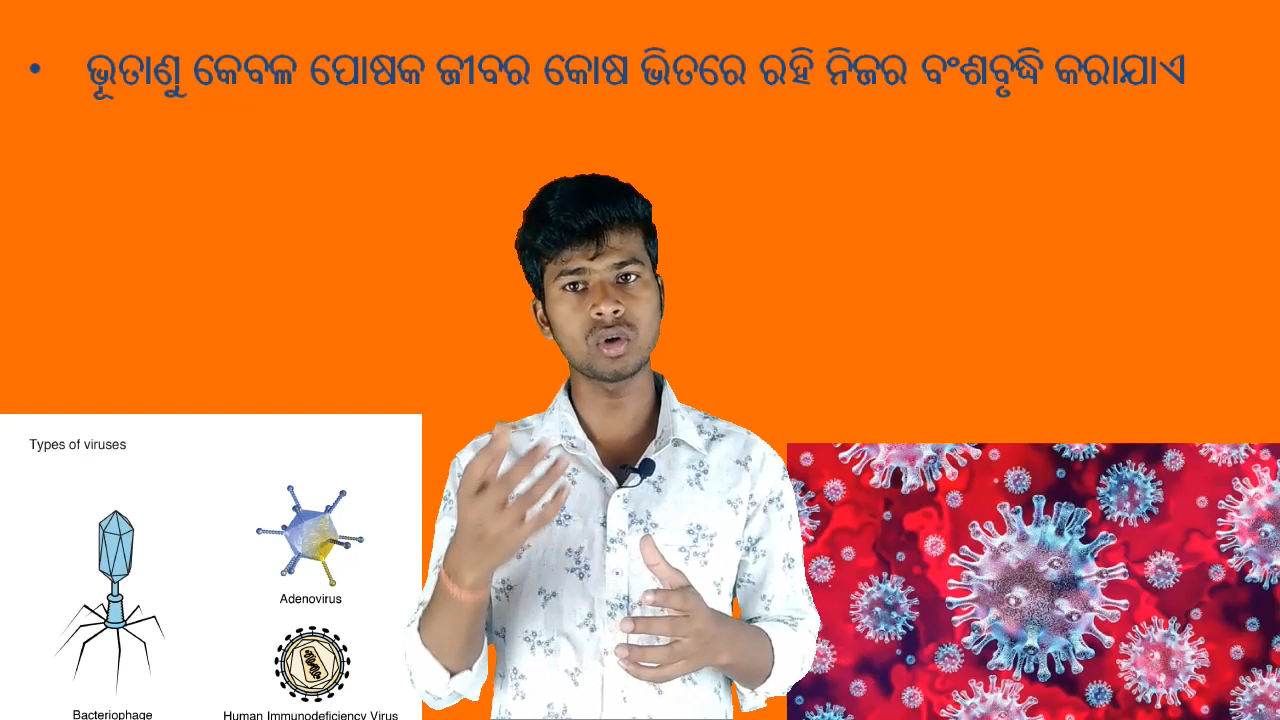 • ଭୂତାଣୁ କେବଳ ପୋଷକ ଜୀବର କୋଷ ଭିତରେ ରହି ନିଜର ବଂଶବୃଦ୍ଧି କରାଯାଏ
Types of viruses
Adenovirus
Bacteriophage
Human Immunodeficiency Virus